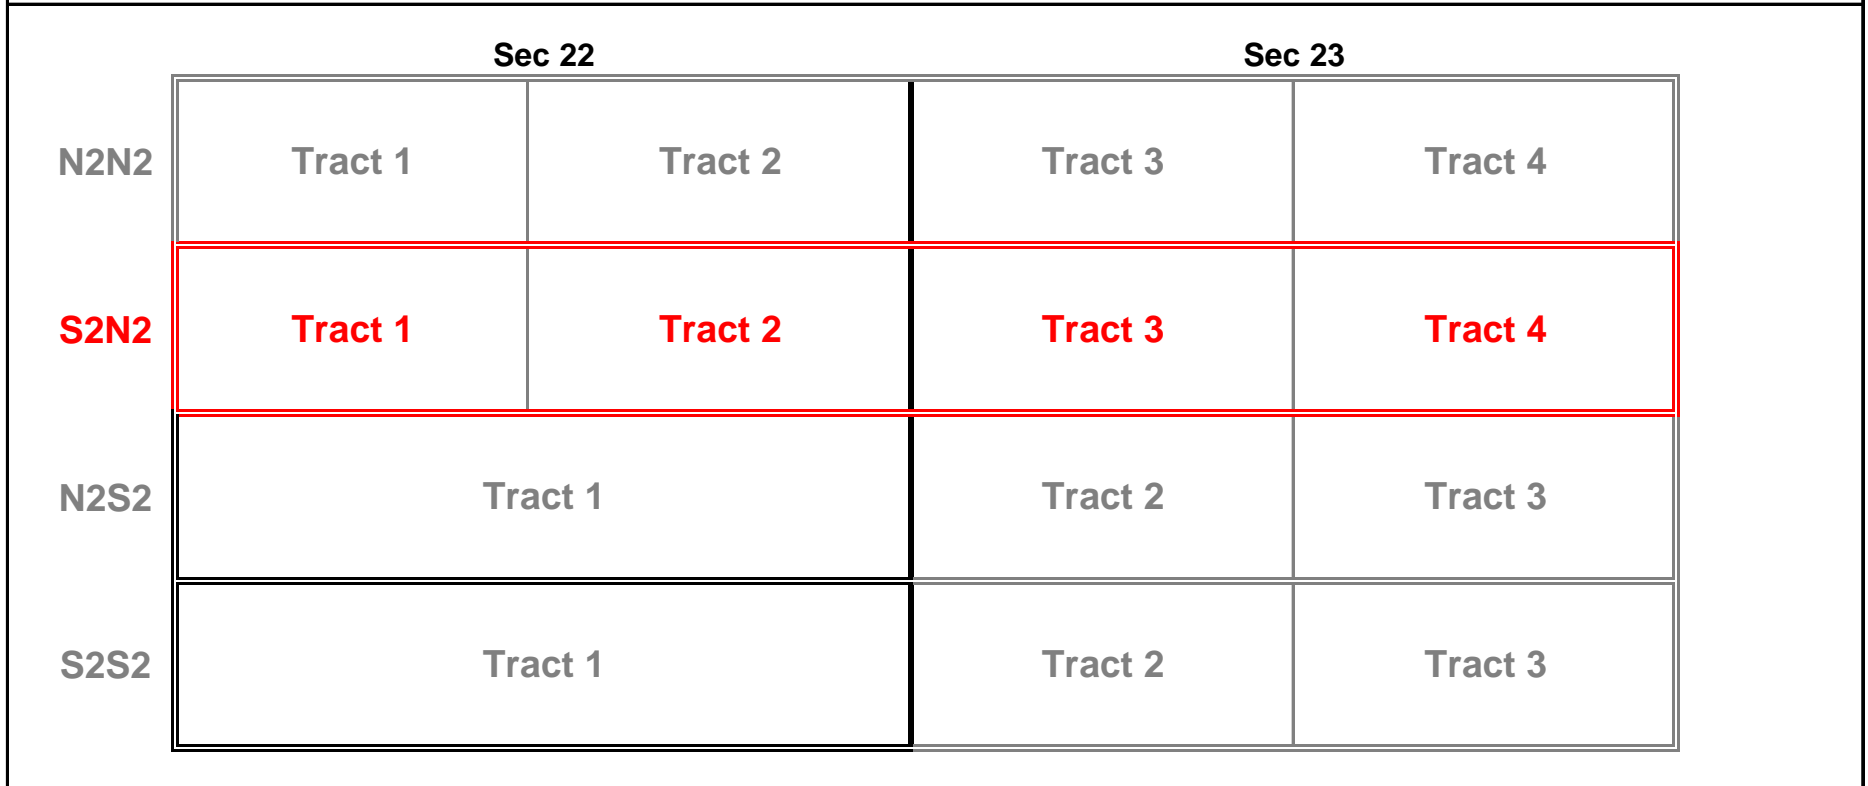 Sec 22 Sec 23
N2N2 Tract 1 Tract 2 Tract 3 Tract 4
S2N2 Tract 1 Tract 2 Tract 3 Tract 4
N2S2 Tract 1 Tract 2 Tract 3
S2S2 Tract 1 Tract 2 Tract 3